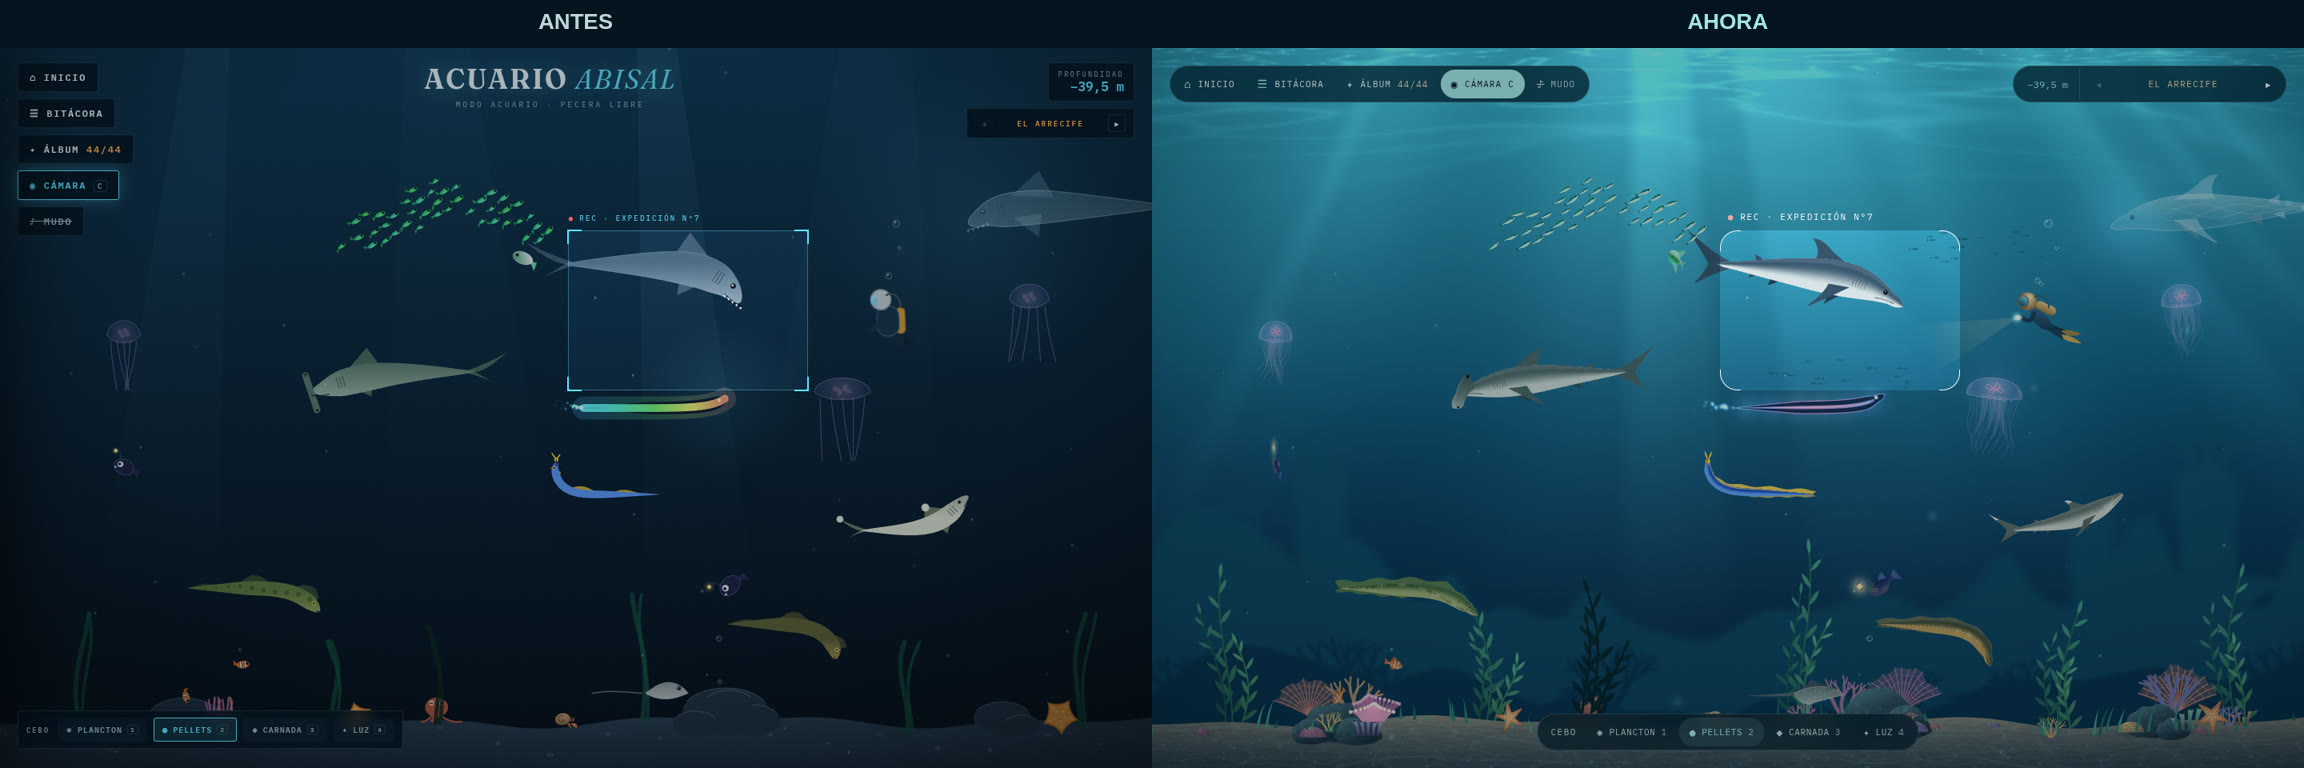 ANTES
AHORA
INICIO
BITÁCORA
ÁLBUM 44/44
CÁMARA C
MUDO
ACUARIO ABISAL
MODO ACUARIO · PECERA LIBRE
PROFUNDIDAD
−39,5 m
EL ARRECIFE
REC · EXPEDICIÓN Nº7
CEBO PLANCTON 1 PELLETS 2 CARNADA 3 LUZ 4
INICIO BITÁCORA ÁLBUM 44/44 CÁMARA C MUDO
−39,5 m EL ARRECIFE
REC · EXPEDICIÓN Nº7
CEBO PLANCTON 1 PELLETS 2 CARNADA 3 LUZ 4